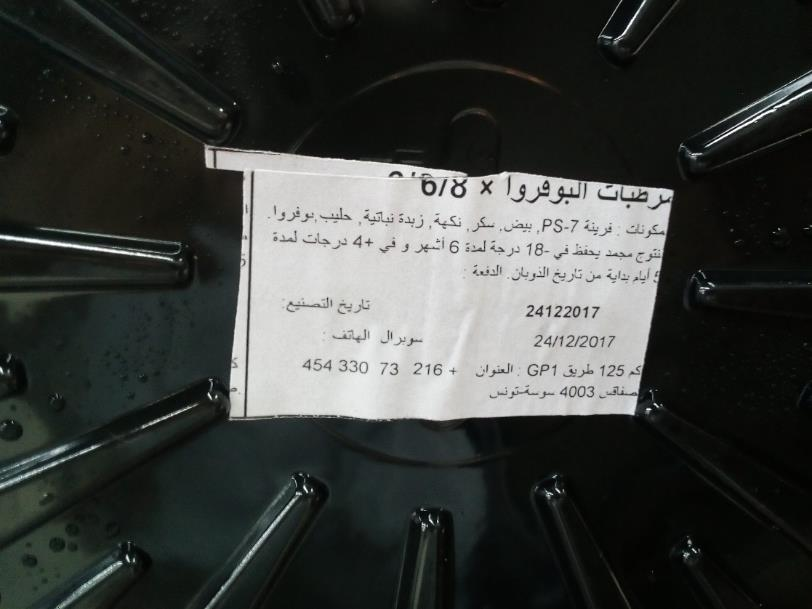 مرطبات البوفروا × 6/8
مكونات : فرينة PS-7, بيض, سكر, نكهة, زبدة نباتية, حليب,بوفروا.
منتوج مجمد يحفظ في -18 درجة لمدة 6 أشهر و في +4 درجات لمدة
5 أيام بداية من تاريخ الذوبان. الدفعة :
24122017 تاريخ التصنيع:
24/12/2017 سوبرال الهاتف :
كم 125 طريق GP1 : العنوان + 216 73 330 454
صفاقس 4003 سوسة-تونس